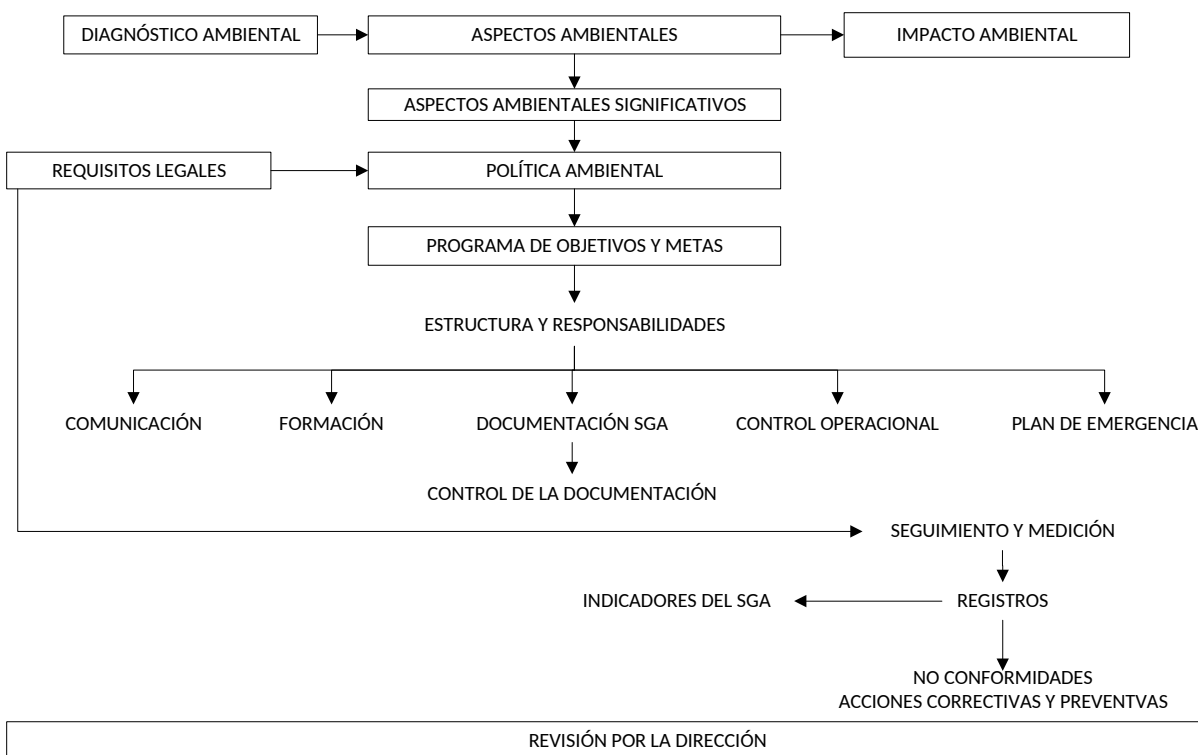 DIAGNÓSTICO AMBIENTAL
ASPECTOS AMBIENTALES
IMPACTO AMBIENTAL
ASPECTOS AMBIENTALES SIGNIFICATIVOS
REQUISITOS LEGALES
POLÍTICA AMBIENTAL
PROGRAMA DE OBJETIVOS Y METAS
ESTRUCTURA Y RESPONSABILIDADES
COMUNICACIÓN
FORMACIÓN
DOCUMENTACIÓN SGA
CONTROL OPERACIONAL
PLAN DE EMERGENCIA
CONTROL DE LA DOCUMENTACIÓN
SEGUIMIENTO Y MEDICIÓN
INDICADORES DEL SGA
REGISTROS
NO CONFORMIDADES
ACCIONES CORRECTIVAS Y PREVENTVAS
REVISIÓN POR LA DIRECCIÓN